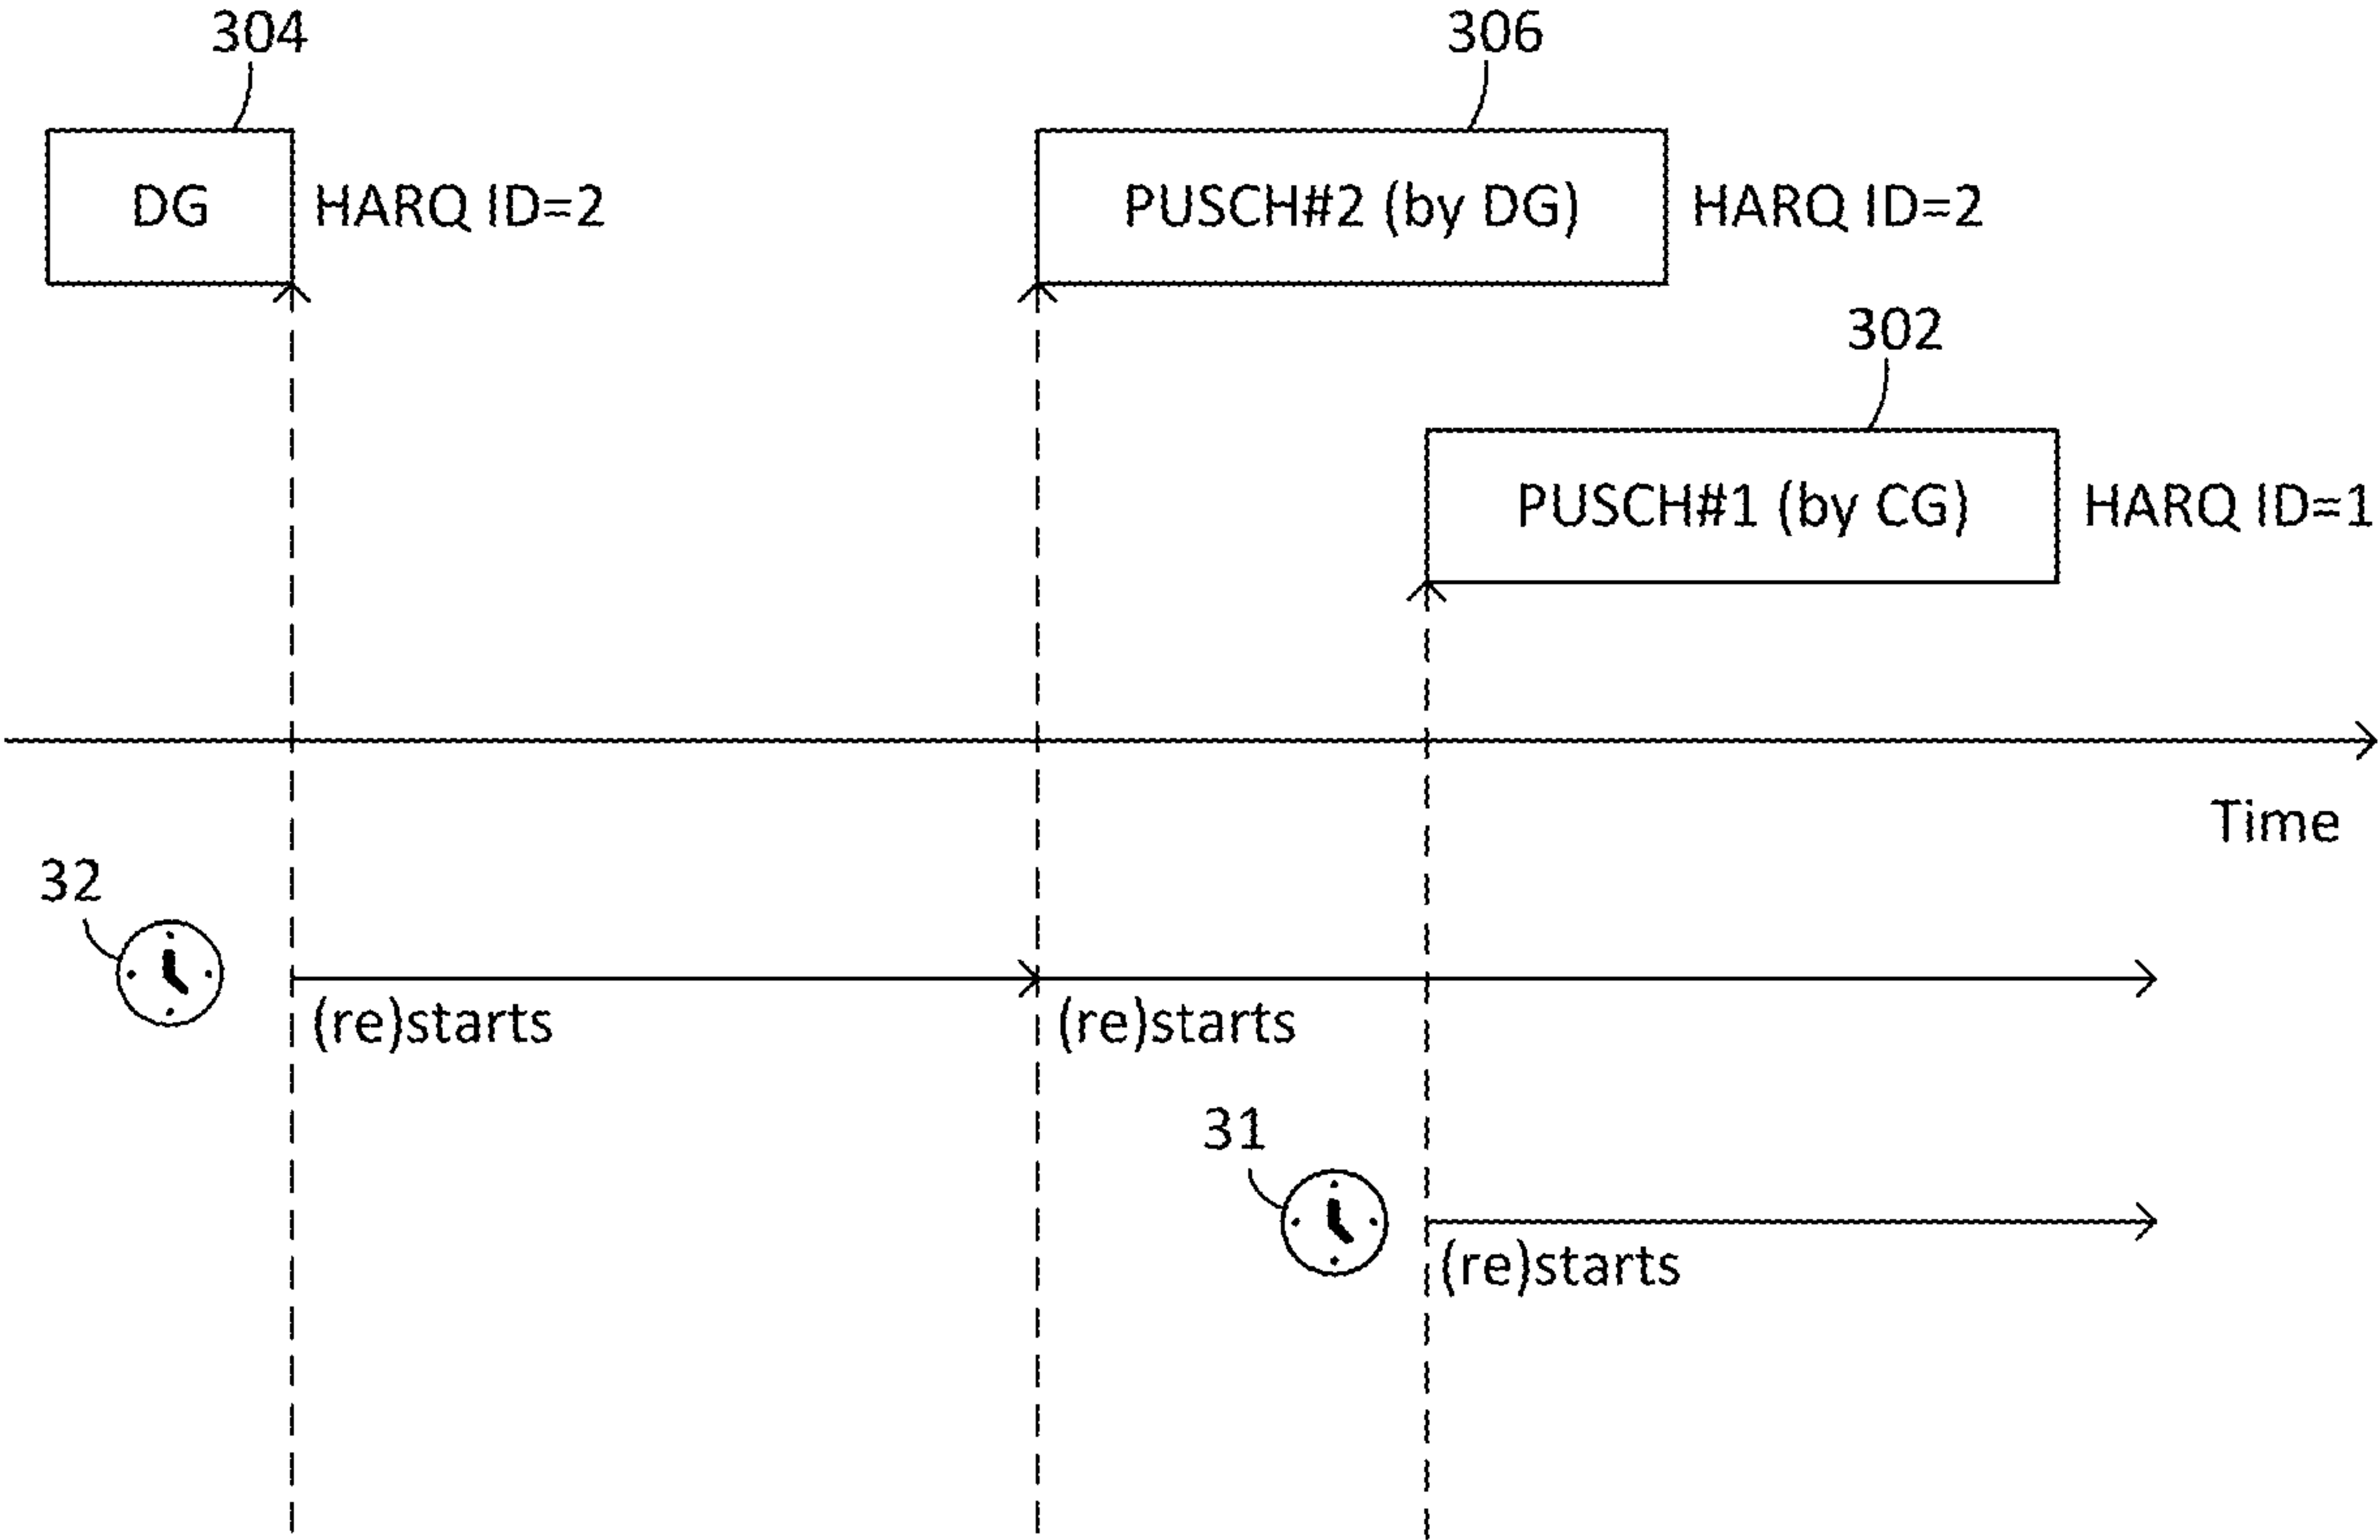 304
306
DG
HARQ ID=2
PUSCH#2 (by DG)
HARQ ID=2
302
PUSCH#1 (by CG)
HARQ ID=1
Time
32
(re)starts
(re)starts
31
(re)starts